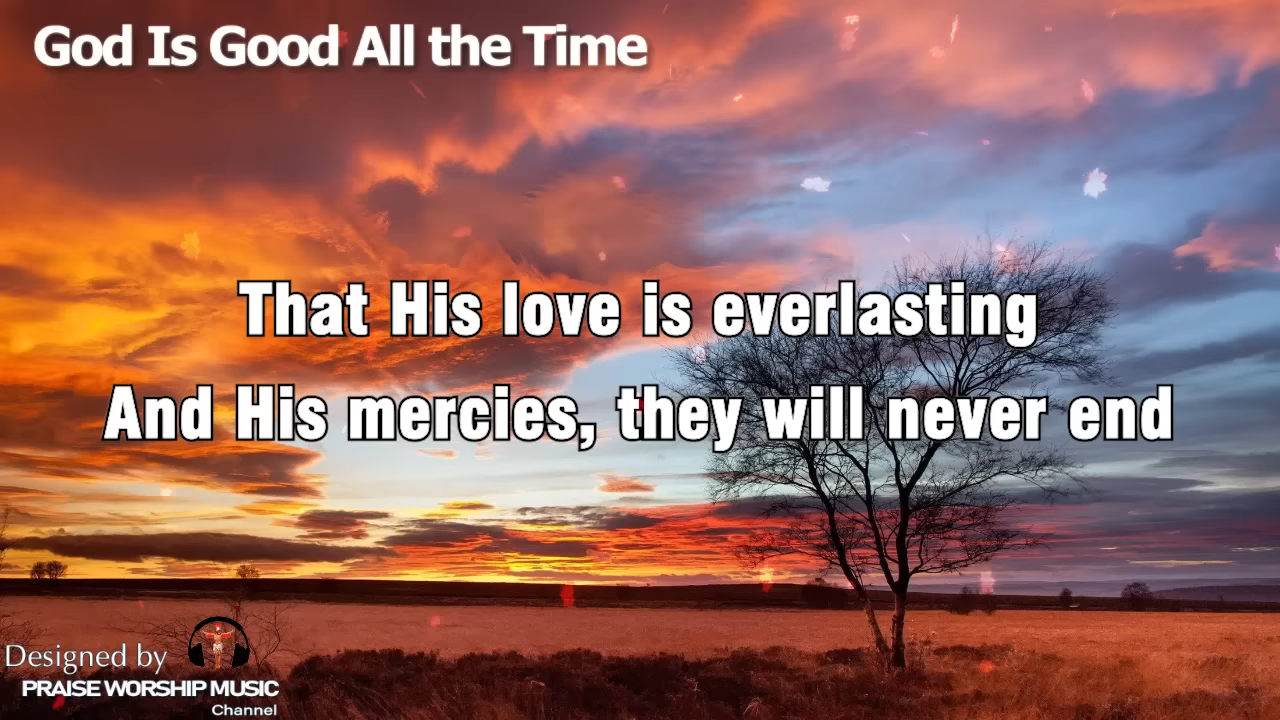 God Is Good All the Time
That His love is everlasting
And His mercies, they will never end
Designed by
PRAISE WORSHIP MUSIC
Channel